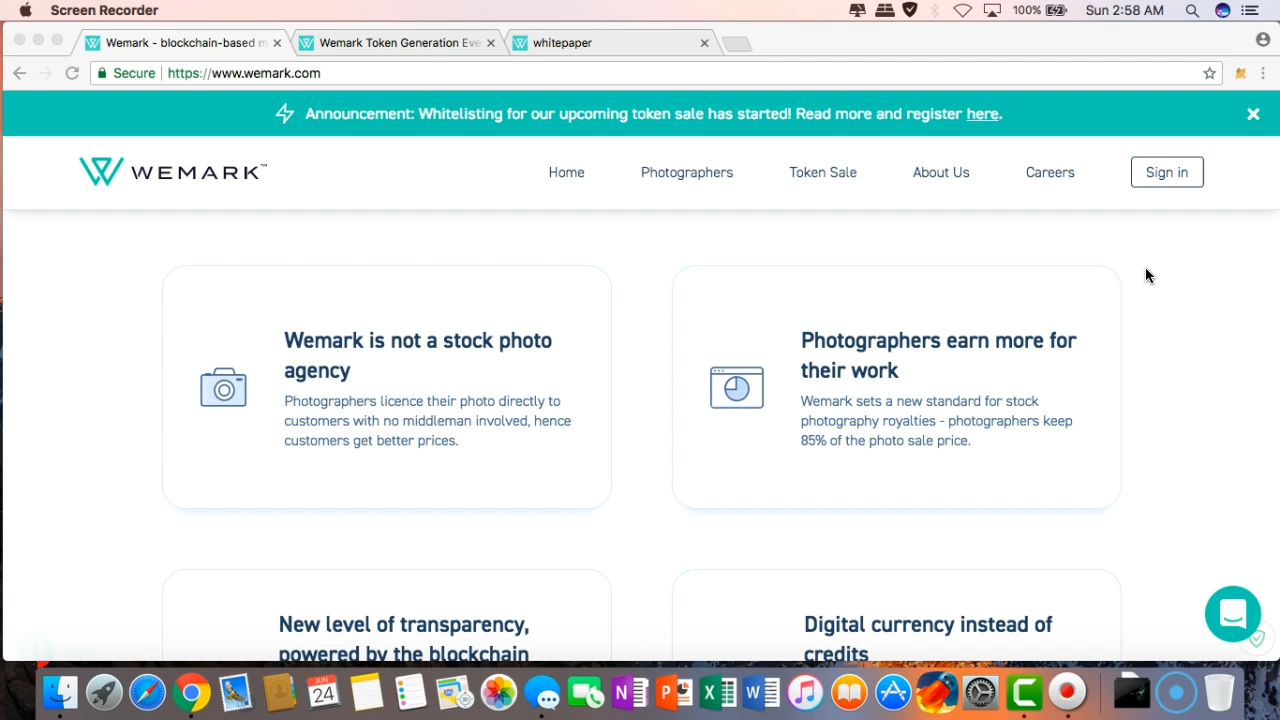 Screen Recorder
100%
Sun 2:58 AM
Wemark - blockchain-based m
Wemark Token Generation Eve
whitepaper
Secure
https://www.wemark.com
Announcement: Whitelisting for our upcoming token sale has started! Read more and register here.
WEMARK™
Home
Photographers
Token Sale
About Us
Careers
Sign in
Wemark is not a stock photo
agency
Photographers licence their photo directly to
customers with no middleman involved, hence
customers get better prices.
Photographers earn more for
their work
Wemark sets a new standard for stock
photography royalties - photographers keep
85% of the photo sale price.
New level of transparency,
powered by the blockchain
Digital currency instead of
credits
JUN
24